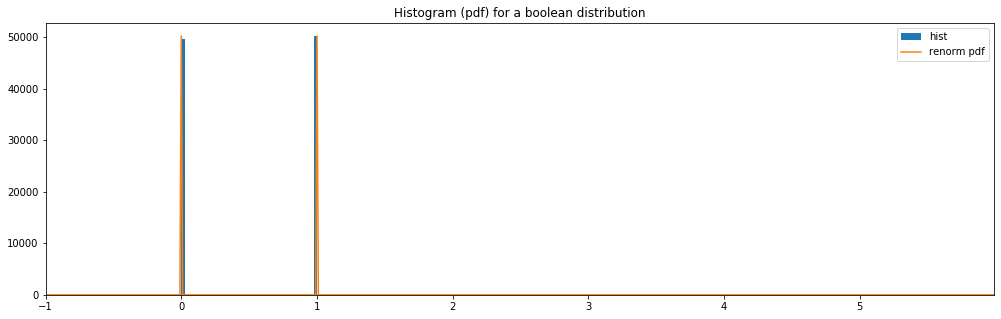 Histogram (pdf) for a boolean distribution
hist
renorm pdf
50000
40000
30000
20000
10000
0
−1 0 1 2 3 4 5